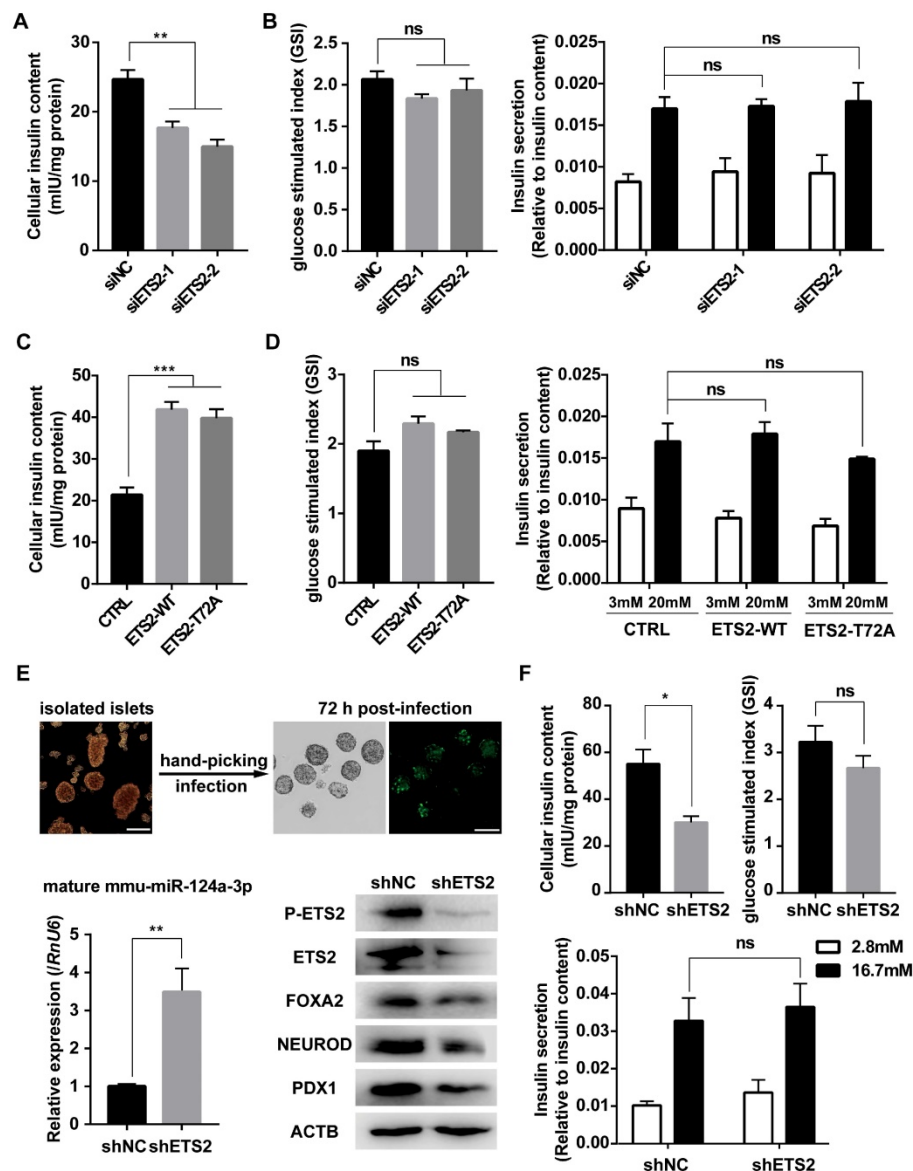 A
Cellular insulin content
(mIU/mg protein)
30
20
10
0
**
siNC
siETS2-1
siETS2-2
B
glucose stimulated index (GSI)
2.5
2.0
1.5
1.0
0.5
0.0
ns
siNC
siETS2-1
siETS2-2
Insulin secretion
(Relative to insulin content)
0.025
0.020
0.015
0.010
0.005
0.000
ns
ns
siNC
siETS2-1
siETS2-2
C
Cellular insulin content
(mIU/mg protein)
50
40
30
20
10
0
***
CTRL
ETS2-WT
ETS2-T72A
D
glucose stimulated index (GSI)
3
2
1
0
ns
CTRL
ETS2-WT
ETS2-T72A
Insulin secretion
(Relative to insulin content)
0.025
0.020
0.015
0.010
0.005
0.000
ns
ns
3mM 20mM 3mM 20mM 3mM 20mM
CTRL ETS2-WT ETS2-T72A
E
isolated islets
hand-picking
infection
72 h post-infection
mature mmu-miR-124a-3p
Relative expression (/RnU6)
5
4
3
2
1
0
**
shNC shETS2
shNC shETS2
P-ETS2
ETS2
FOXA2
NEUROD
PDX1
ACTB
F
Cellular insulin content
(mIU/mg protein)
80
60
40
20
0
*
shNC shETS2
glucose stimulated index (GSI)
4
3
2
1
0
ns
shNC shETS2
2.8mM
16.7mM
Insulin secretion
(Relative to insulin content)
0.05
0.04
0.03
0.02
0.01
0.00
ns
shNC shETS2